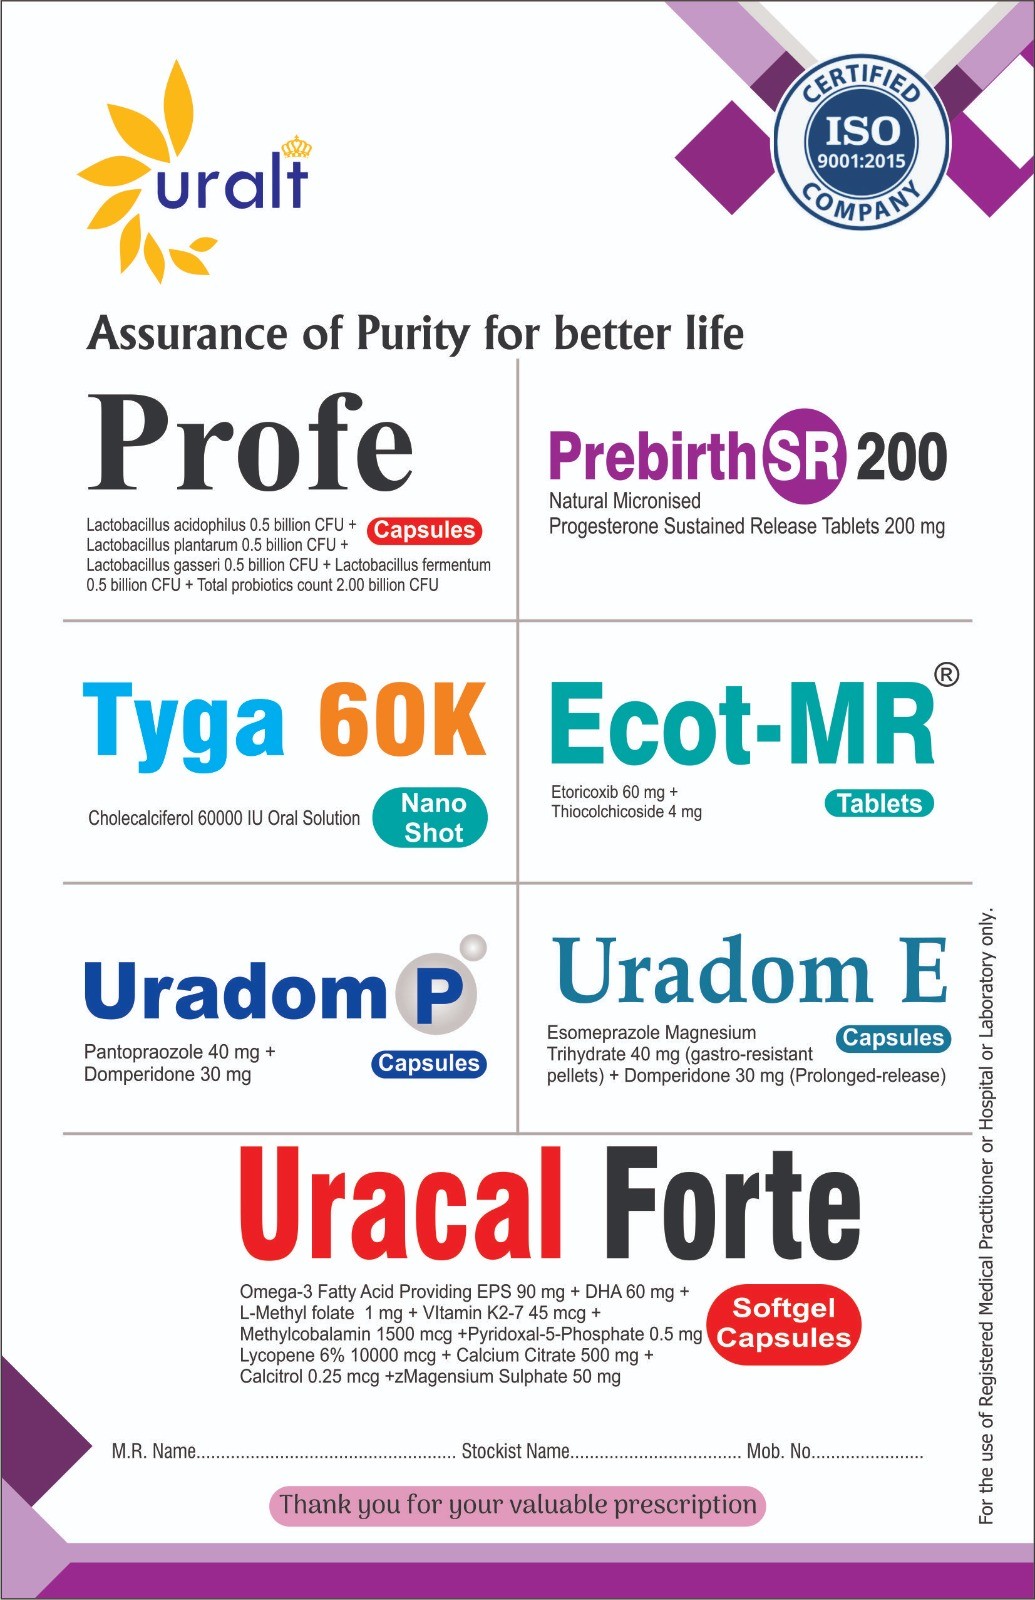 uralt
CERTIFIED
ISO
9001:2015
COMPANY
Assurance of Purity for better life
Profe
Lactobacillus acidophilus 0.5 billion CFU +
Capsules
Lactobacillus plantarum 0.5 billion CFU +
Lactobacillus gasseri 0.5 billion CFU + Lactobacillus fermentum
0.5 billion CFU + Total probiotics count 2.00 billion CFU
Prebirth SR 200
Natural Micronised
Progesterone Sustained Release Tablets 200 mg
Tyga 60K
Cholecalciferol 60000 IU Oral Solution
Nano
Shot
Ecot-MR®
Etoricoxib 60 mg +
Thiocolchicoside 4 mg
Tablets
Uradom P
Pantopraozole 40 mg +
Domperidone 30 mg
Capsules
Uradom E
Esomeprazole Magnesium
Capsules
Trihydrate 40 mg (gastro-resistant
pellets) + Domperidone 30 mg (Prolonged-release)
Uracal Forte
Omega-3 Fatty Acid Providing EPS 90 mg + DHA 60 mg +
L-Methyl folate 1 mg + VItamin K2-7 45 mcg +
Methylcobalamin 1500 mcg +Pyridoxal-5-Phosphate 0.5 mg
Lycopene 6% 10000 mcg + Calcium Citrate 500 mg +
Calcitrol 0.25 mcg +zMagensium Sulphate 50 mg
Softgel
Capsules
M.R. Name.................................................... Stockist Name................................... Mob. No.......................
Thank you for your valuable prescription
For the use of Registered Medical Practitioner or Hospital or Laboratory only.